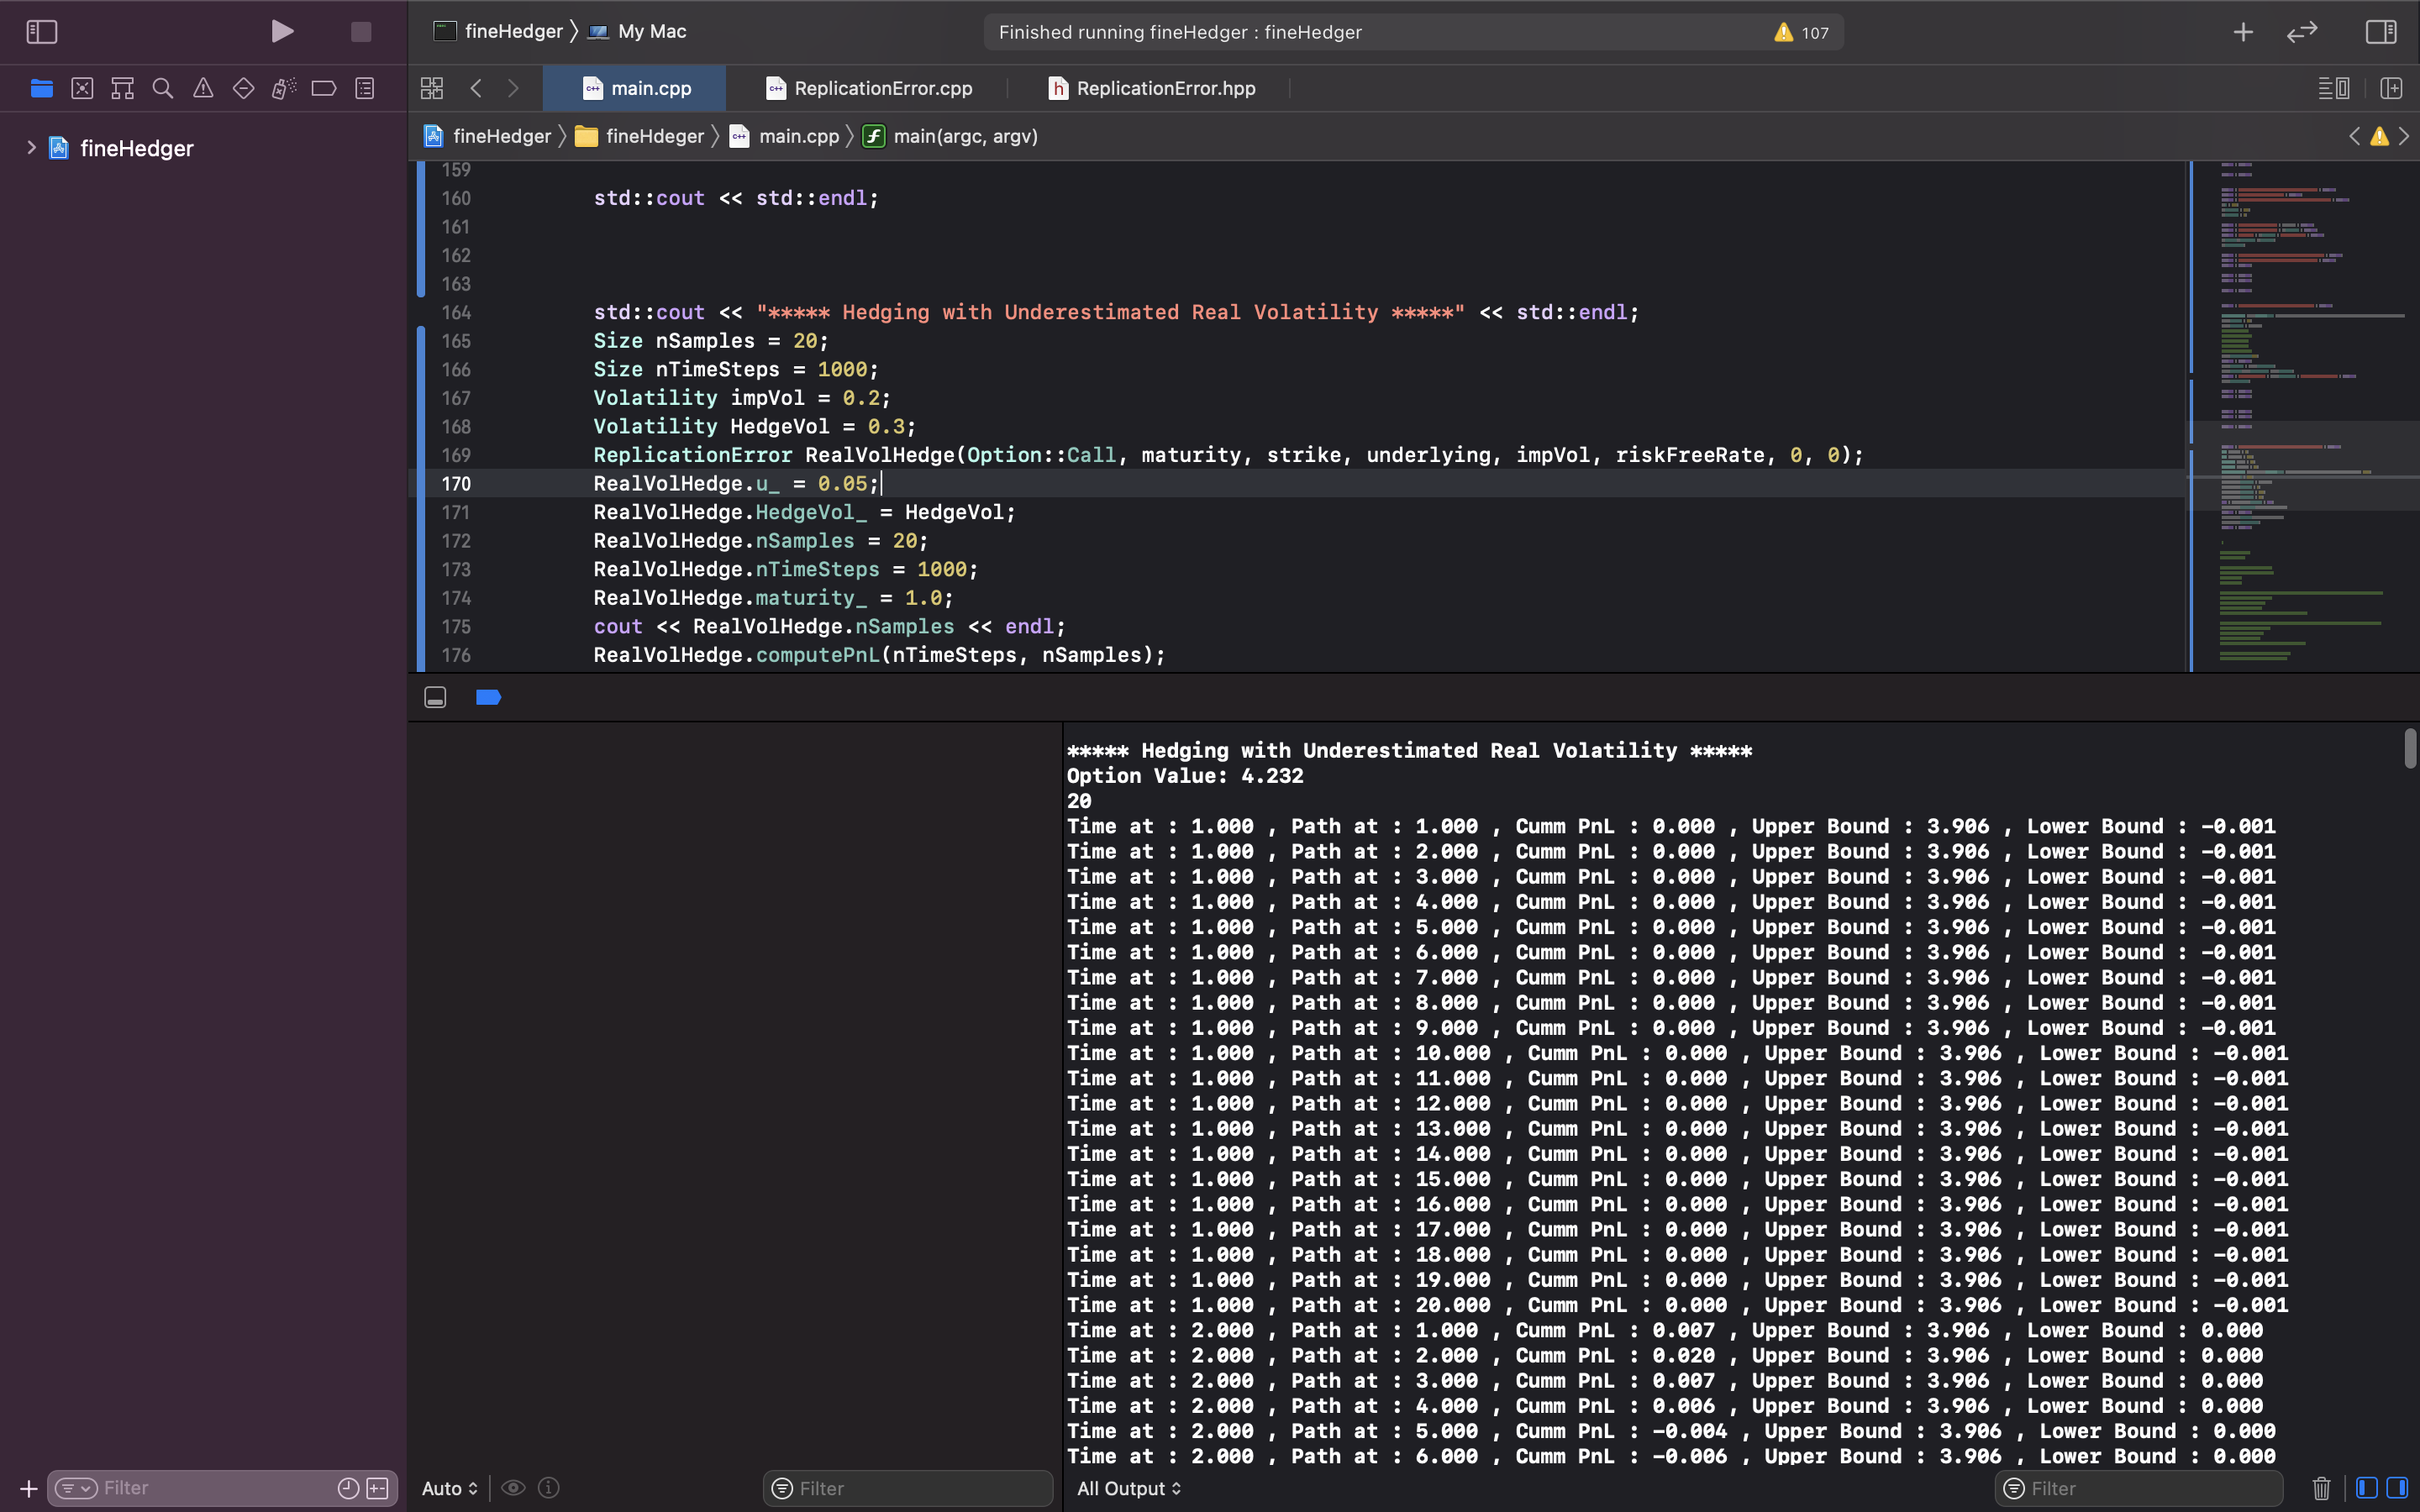 fineHedger 〉 My Mac
Finished running fineHedger : fineHedger
107
main.cpp
ReplicationError.cpp
ReplicationError.hpp
fineHedger
fineHedger 〉 fineHdeger 〉 main.cpp 〉 main(argc, argv)
159
160 std::cout << std::endl;
161
162
163
164 std::cout << "***** Hedging with Underestimated Real Volatility *****" << std::endl;
165 Size nSamples = 20;
166 Size nTimeSteps = 1000;
167 Volatility impVol = 0.2;
168 Volatility HedgeVol = 0.3;
169 ReplicationError RealVolHedge(Option::Call, maturity, strike, underlying, impVol, riskFreeRate, 0, 0);
170 RealVolHedge.u_ = 0.05;
171 RealVolHedge.HedgeVol_ = HedgeVol;
172 RealVolHedge.nSamples = 20;
173 RealVolHedge.nTimeSteps = 1000;
174 RealVolHedge.maturity_ = 1.0;
175 cout << RealVolHedge.nSamples << endl;
176 RealVolHedge.computePnL(nTimeSteps, nSamples);
***** Hedging with Underestimated Real Volatility *****
Option Value: 4.232
20
Time at : 1.000 , Path at : 1.000 , Cumm PnL : 0.000 , Upper Bound : 3.906 , Lower Bound : -0.001
Time at : 1.000 , Path at : 2.000 , Cumm PnL : 0.000 , Upper Bound : 3.906 , Lower Bound : -0.001
Time at : 1.000 , Path at : 3.000 , Cumm PnL : 0.000 , Upper Bound : 3.906 , Lower Bound : -0.001
Time at : 1.000 , Path at : 4.000 , Cumm PnL : 0.000 , Upper Bound : 3.906 , Lower Bound : -0.001
Time at : 1.000 , Path at : 5.000 , Cumm PnL : 0.000 , Upper Bound : 3.906 , Lower Bound : -0.001
Time at : 1.000 , Path at : 6.000 , Cumm PnL : 0.000 , Upper Bound : 3.906 , Lower Bound : -0.001
Time at : 1.000 , Path at : 7.000 , Cumm PnL : 0.000 , Upper Bound : 3.906 , Lower Bound : -0.001
Time at : 1.000 , Path at : 8.000 , Cumm PnL : 0.000 , Upper Bound : 3.906 , Lower Bound : -0.001
Time at : 1.000 , Path at : 9.000 , Cumm PnL : 0.000 , Upper Bound : 3.906 , Lower Bound : -0.001
Time at : 1.000 , Path at : 10.000 , Cumm PnL : 0.000 , Upper Bound : 3.906 , Lower Bound : -0.001
Time at : 1.000 , Path at : 11.000 , Cumm PnL : 0.000 , Upper Bound : 3.906 , Lower Bound : -0.001
Time at : 1.000 , Path at : 12.000 , Cumm PnL : 0.000 , Upper Bound : 3.906 , Lower Bound : -0.001
Time at : 1.000 , Path at : 13.000 , Cumm PnL : 0.000 , Upper Bound : 3.906 , Lower Bound : -0.001
Time at : 1.000 , Path at : 14.000 , Cumm PnL : 0.000 , Upper Bound : 3.906 , Lower Bound : -0.001
Time at : 1.000 , Path at : 15.000 , Cumm PnL : 0.000 , Upper Bound : 3.906 , Lower Bound : -0.001
Time at : 1.000 , Path at : 16.000 , Cumm PnL : 0.000 , Upper Bound : 3.906 , Lower Bound : -0.001
Time at : 1.000 , Path at : 17.000 , Cumm PnL : 0.000 , Upper Bound : 3.906 , Lower Bound : -0.001
Time at : 1.000 , Path at : 18.000 , Cumm PnL : 0.000 , Upper Bound : 3.906 , Lower Bound : -0.001
Time at : 1.000 , Path at : 19.000 , Cumm PnL : 0.000 , Upper Bound : 3.906 , Lower Bound : -0.001
Time at : 1.000 , Path at : 20.000 , Cumm PnL : 0.000 , Upper Bound : 3.906 , Lower Bound : -0.001
Time at : 2.000 , Path at : 1.000 , Cumm PnL : 0.007 , Upper Bound : 3.906 , Lower Bound : 0.000
Time at : 2.000 , Path at : 2.000 , Cumm PnL : 0.020 , Upper Bound : 3.906 , Lower Bound : 0.000
Time at : 2.000 , Path at : 3.000 , Cumm PnL : 0.007 , Upper Bound : 3.906 , Lower Bound : 0.000
Time at : 2.000 , Path at : 4.000 , Cumm PnL : 0.006 , Upper Bound : 3.906 , Lower Bound : 0.000
Time at : 2.000 , Path at : 5.000 , Cumm PnL : -0.004 , Upper Bound : 3.906 , Lower Bound : 0.000
Time at : 2.000 , Path at : 6.000 , Cumm PnL : -0.006 , Upper Bound : 3.906 , Lower Bound : 0.000
Filter
Auto
Filter
All Output
Filter